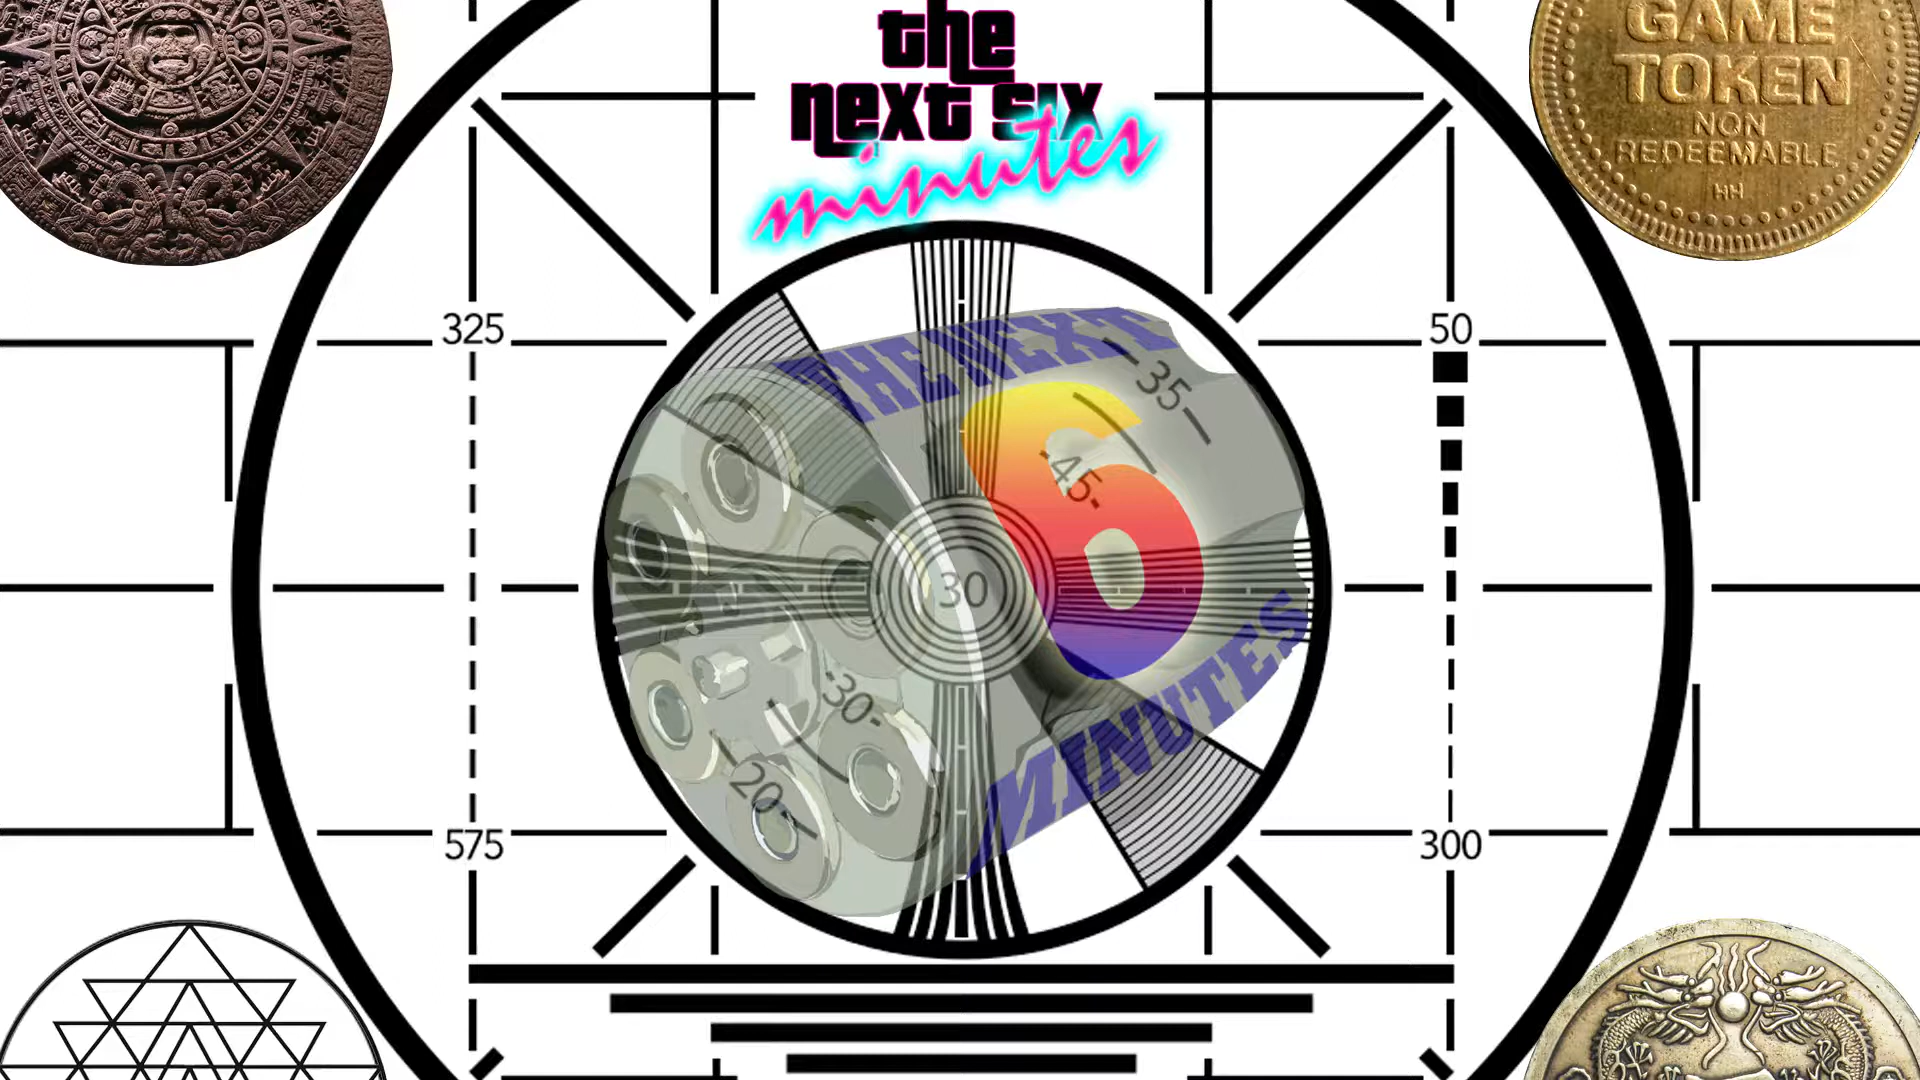 the
next six
minutes
GAME
TOKEN
NON
REDEEMABLE
HH
325
50
THE NEXT
35
6
45
30
MINUTES
-30-
20
575
300